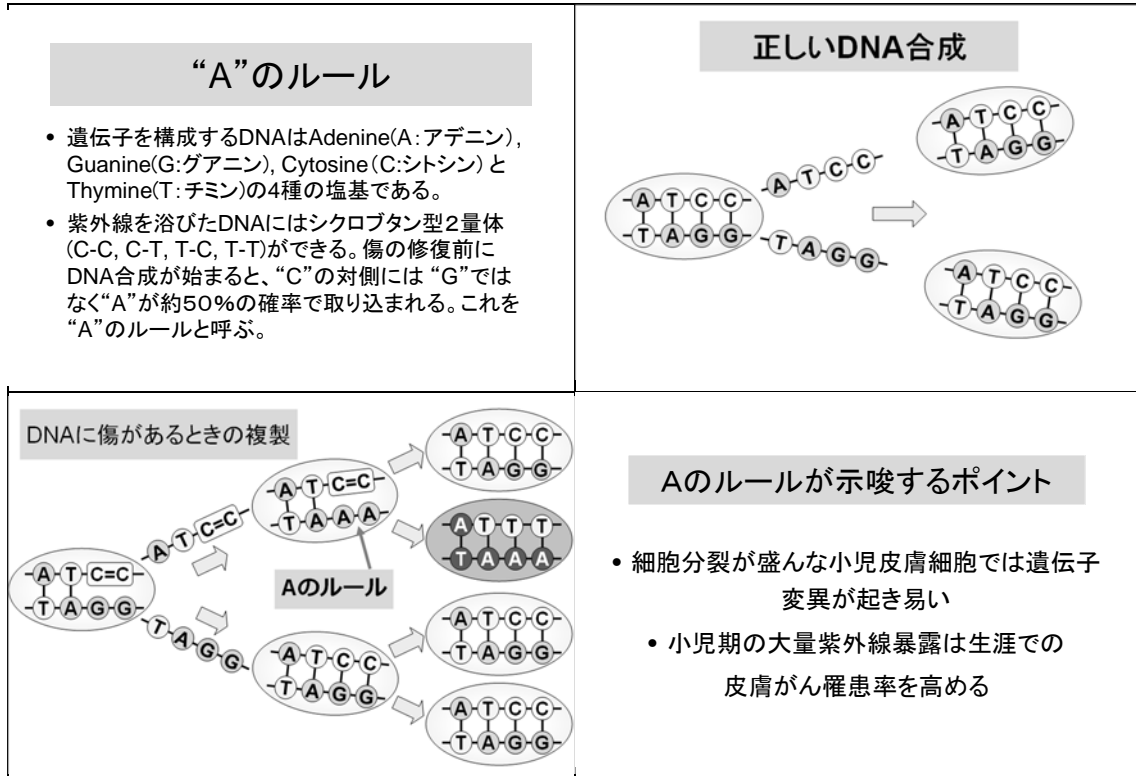 “A”のルール
• 遺伝子を構成するDNAはAdenine(A:アデニン),
Guanine(G:グアニン), Cytosine(C:シトシン)と
Thymine(T:チミン)の4種の塩基である。
• 紫外線を浴びたDNAにはシクロブタン型2量体
(C-C, C-T, T-C, T-T)ができる。傷の修復前に
DNA合成が始まると、“C”の対側には “G”では
なく“A”が約50%の確率で取り込まれる。これを
“A”のルールと呼ぶ。
正しいDNA合成
A T C C
T A G G
A T C C
T A G G
A T C C
T A G G
A T C C
T A G G
DNAに傷があるときの複製
A T C=C
T A G G
A T C=C
T A G G
A T C=C
T A A A
Aのルール
A T C C
T A G G
A T C C
T A G G
A T T T
T A A A
A T C C
T A G G
A T C C
T A G G
Aのルールが示唆するポイント
• 細胞分裂が盛んな小児皮膚細胞では遺伝子
変異が起き易い
• 小児期の大量紫外線暴露は生涯での
皮膚がん罹患率を高める